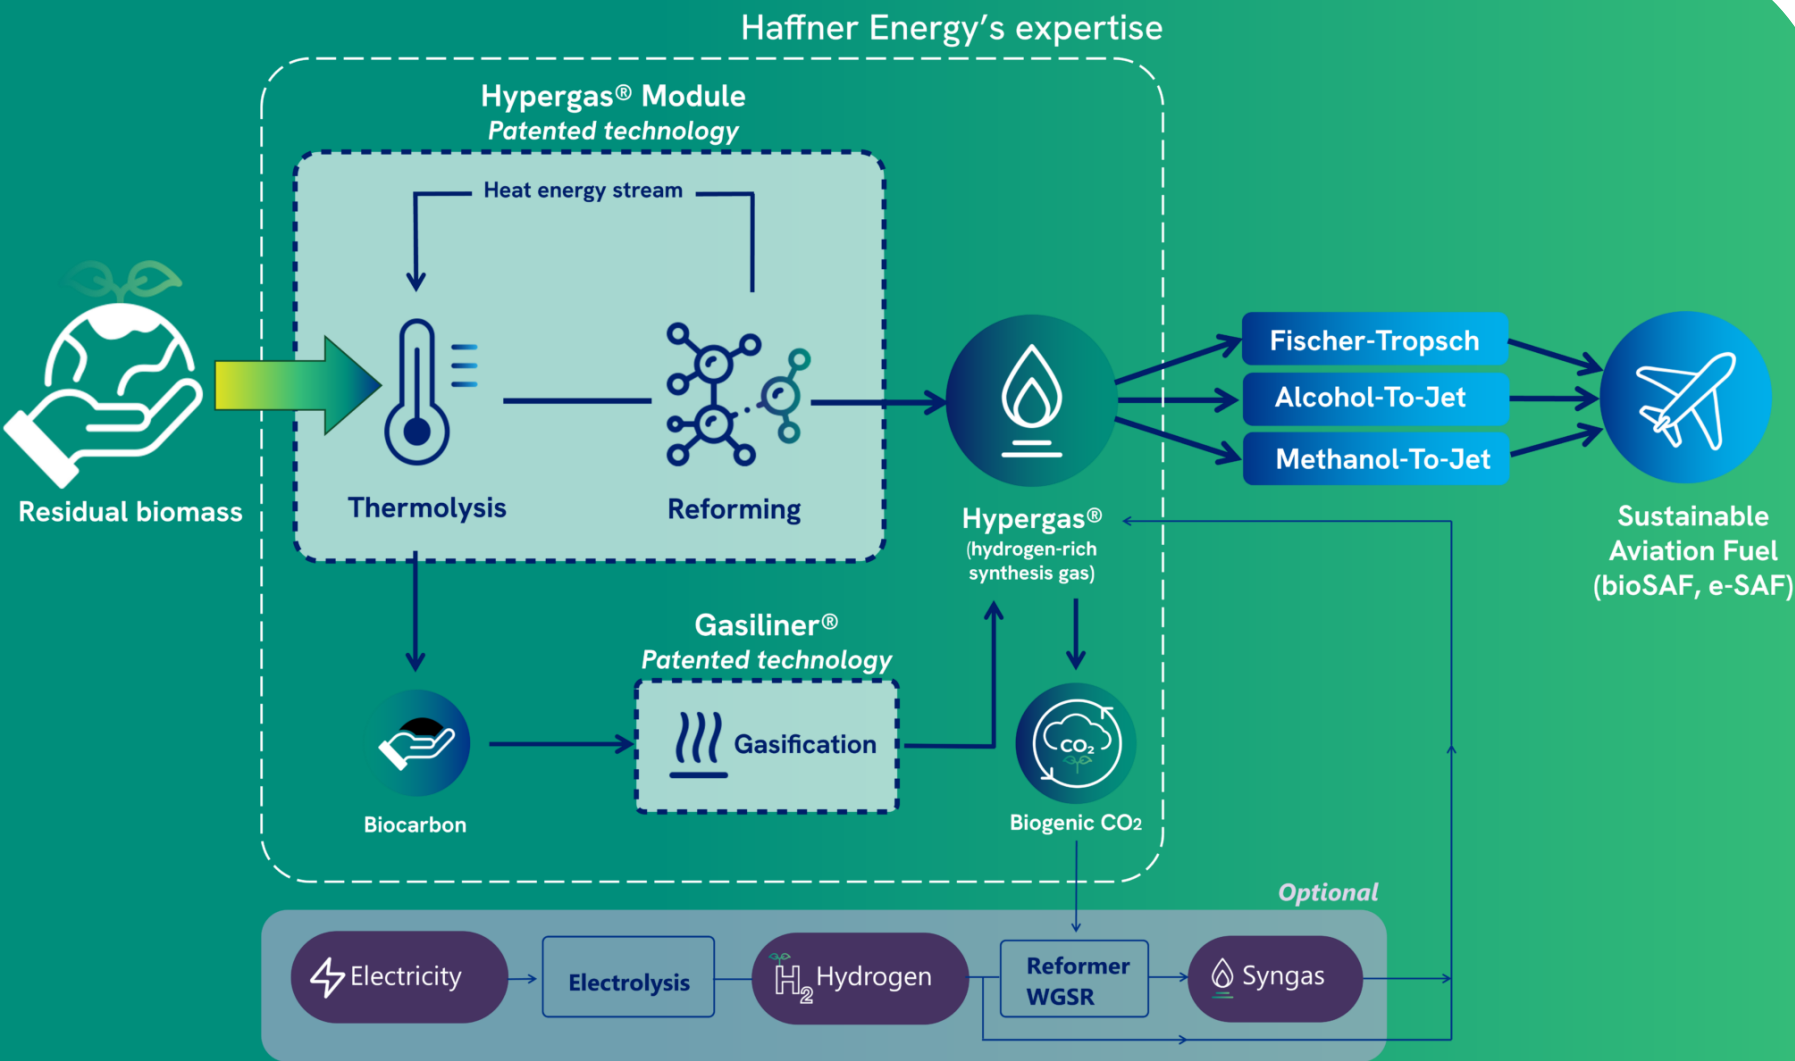 Haffner Energy's expertise
Hypergas® Module
Patented technology
Heat energy stream
Thermolysis
Reforming
Residual biomass
Hypergas®
(hydrogen-rich
synthesis gas)
Fischer-Tropsch
Alcohol-To-Jet
Methanol-To-Jet
Sustainable
Aviation Fuel
(bioSAF, e-SAF)
Gasiliner®
Patented technology
Gasification
Biocarbon
CO₂
Biogenic CO₂
Optional
Electricity
Electrolysis
H₂ Hydrogen
Reformer
WGSR
Syngas